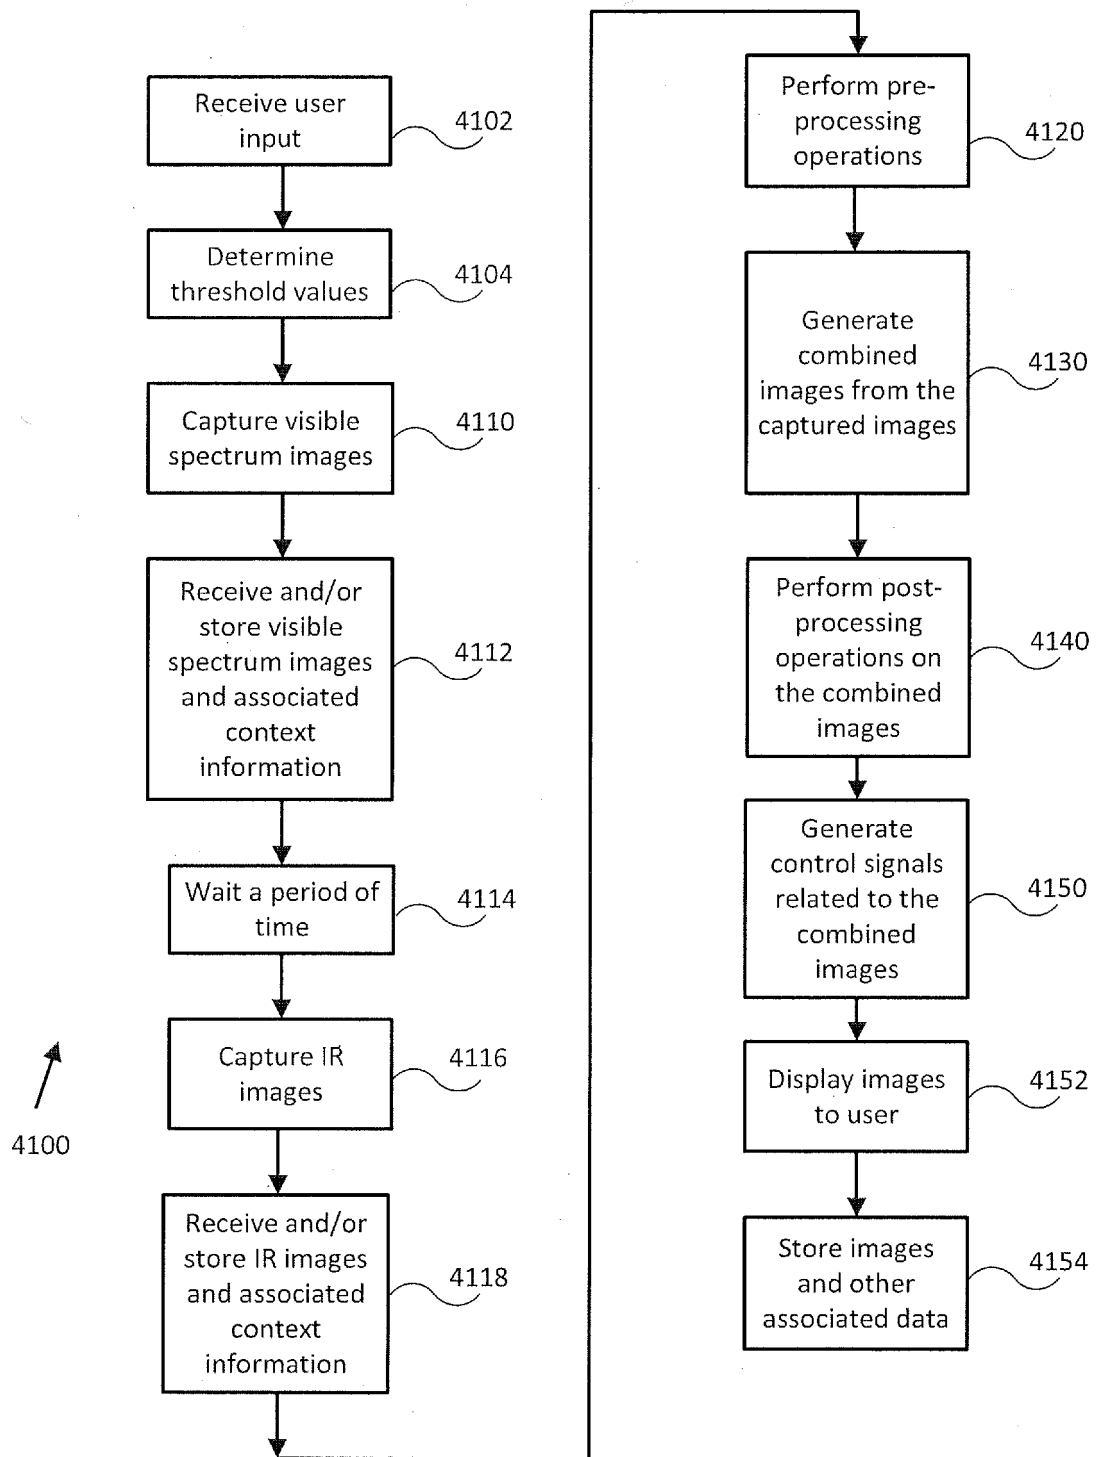 Receive user
input
4102
Determine
threshold values
4104
Capture visible
spectrum images
4110
Receive and/or
store visible
spectrum images
and associated
context
information
4112
Wait a period of
time
4114
Capture IR
images
4116
4100
Receive and/or
store IR images
and associated
context
information
4118
Perform pre-
processing
operations
4120
Generate
combined
images from the
captured images
4130
Perform post-
processing
operations on
the combined
images
4140
Generate
control signals
related to the
combined
images
4150
Display images
to user
4152
Store images
and other
associated data
4154